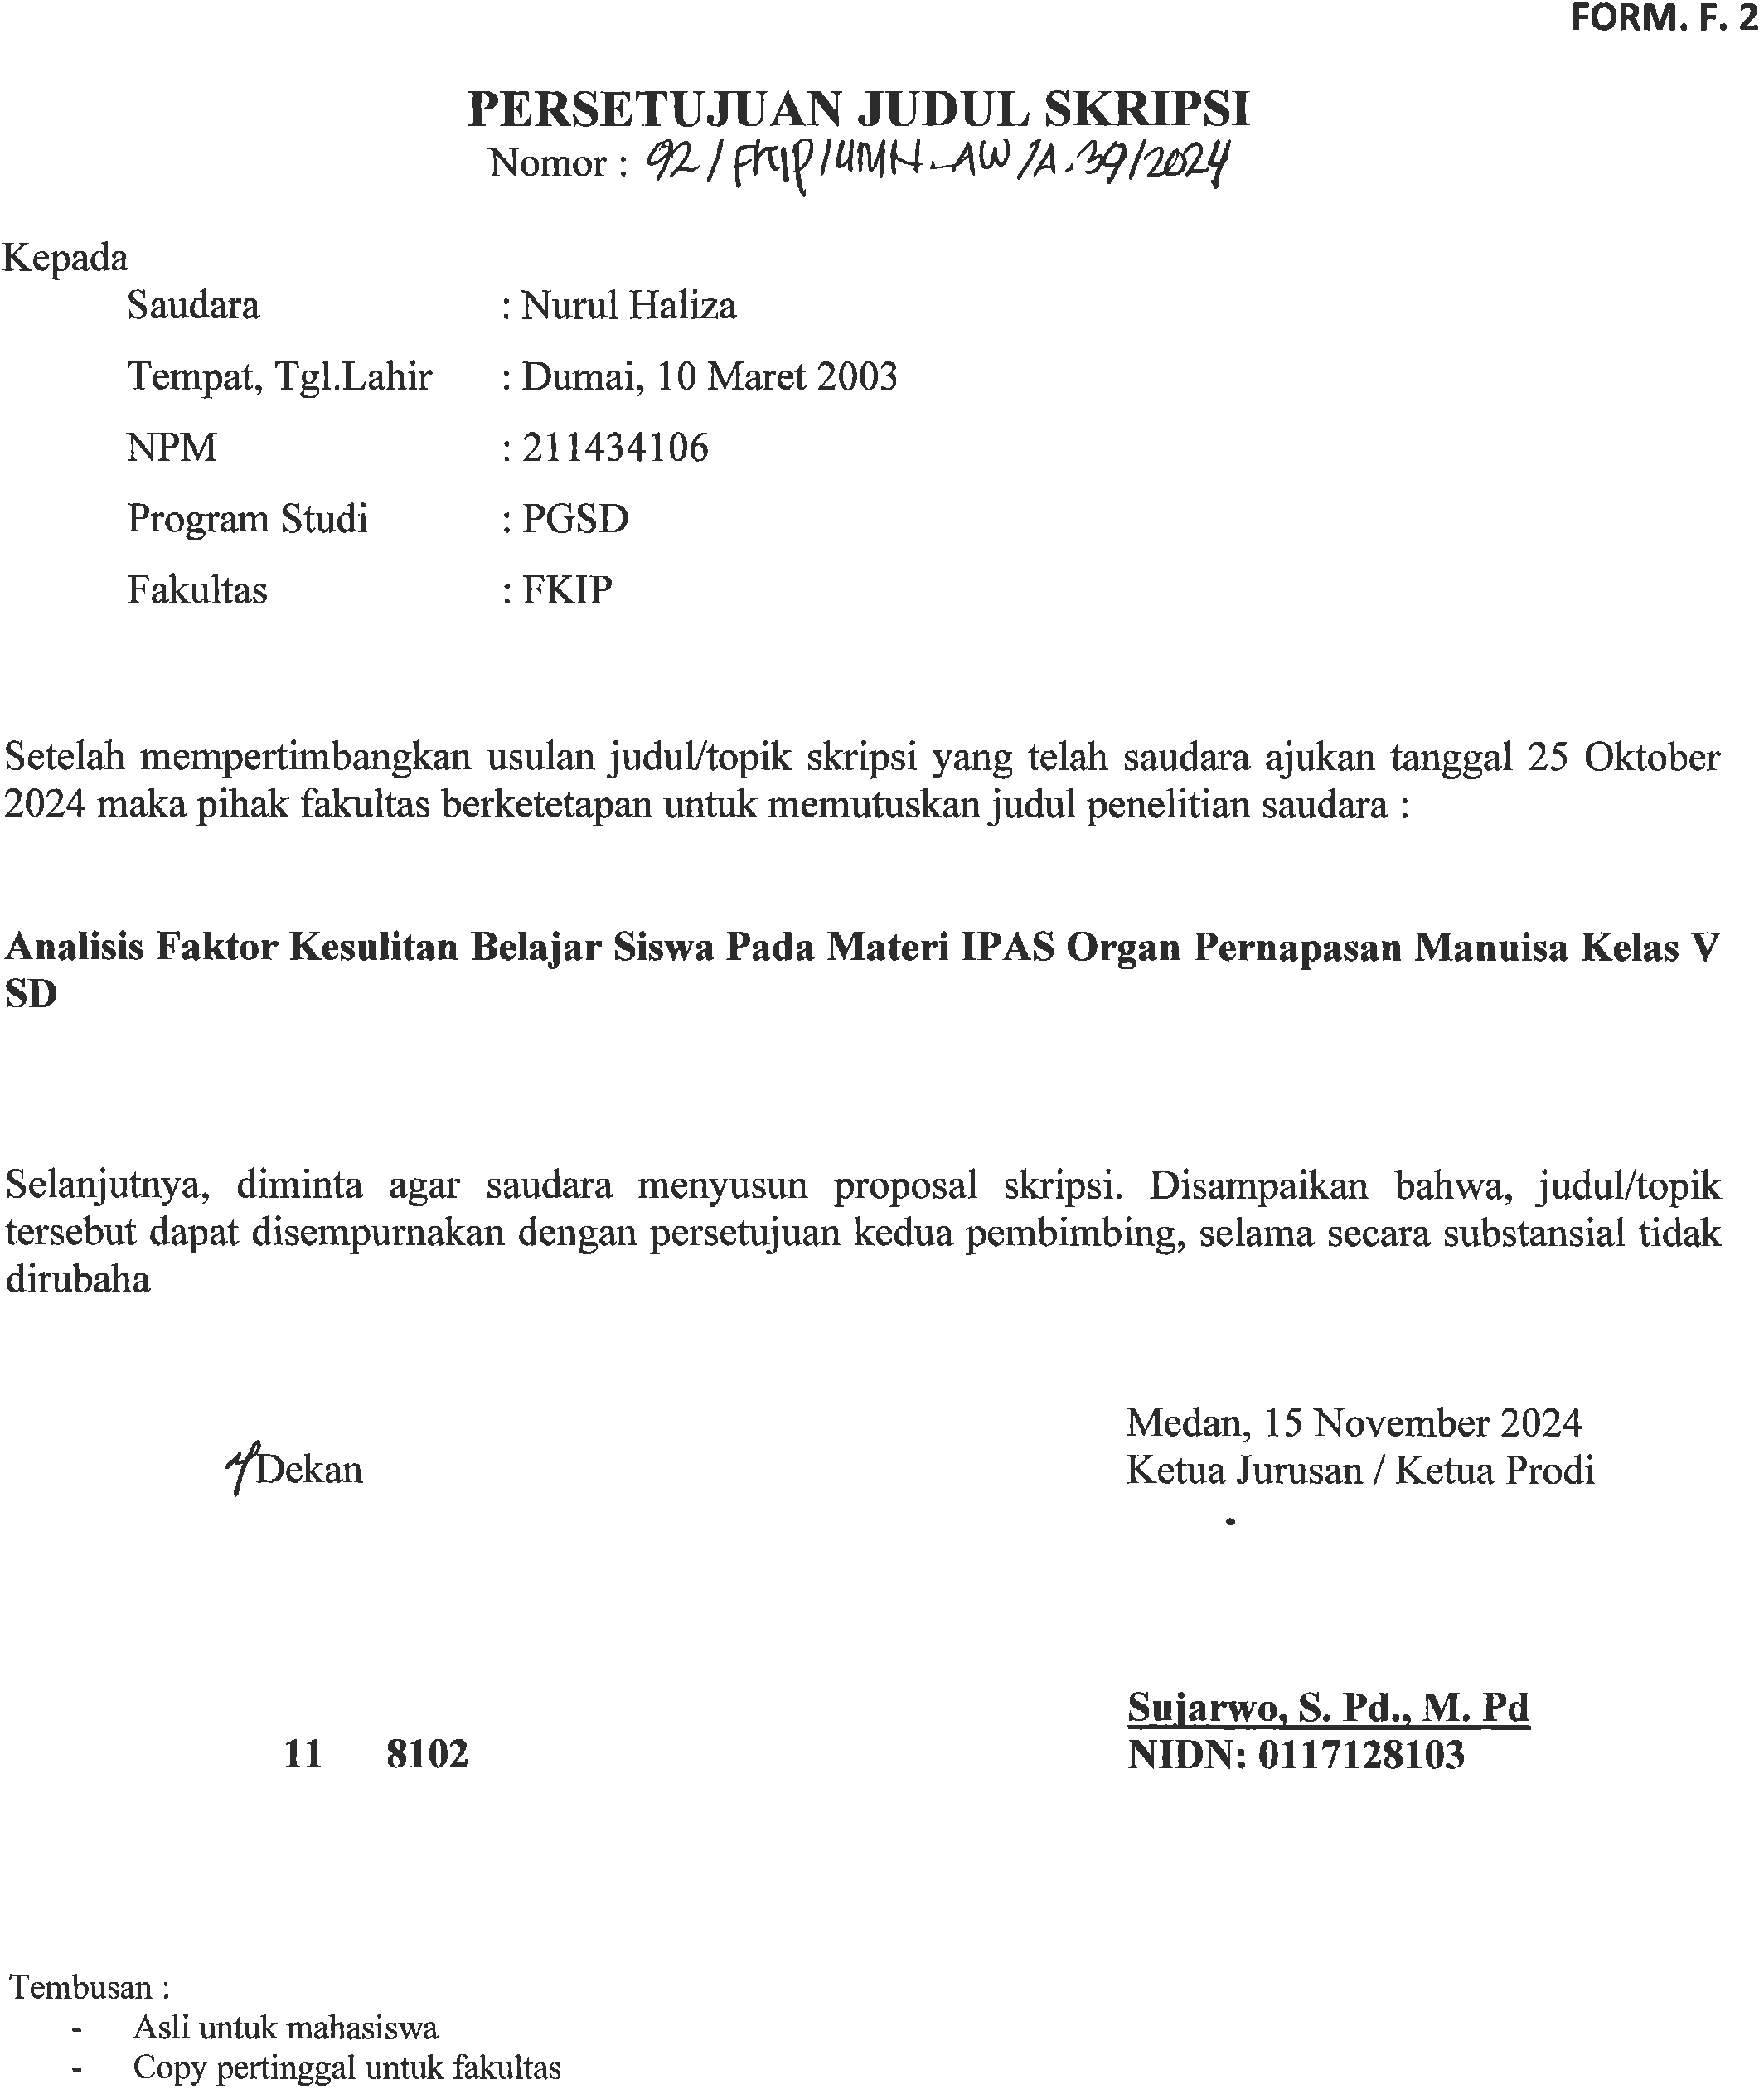 FORM. F. 2
PERSETUJUAN JUDUL SKRIPSI
Nomor : 92/FKIP/UMN-AW/A.39/2024
Kepada
Saudara : Nurul Haliza
Tempat, Tgl.Lahir : Dumai, 10 Maret 2003
NPM : 211434106
Program Studi : PGSD
Fakultas : FKIP
Setelah mempertimbangkan usulan judul/topik skripsi yang telah saudara ajukan tanggal 25 Oktober
2024 maka pihak fakultas berketetapan untuk memutuskan judul penelitian saudara :
Analisis Faktor Kesulitan Belajar Siswa Pada Materi IPAS Organ Pernapasan Manuisa Kelas V
SD
Selanjutnya, diminta agar saudara menyusun proposal skripsi. Disampaikan bahwa, judul/topik
tersebut dapat disempurnakan dengan persetujuan kedua pembimbing, selama secara substansial tidak
dirubaha
Medan, 15 November 2024
Dekan Ketua Jurusan / Ketua Prodi
Sujarwo, S. Pd., M. Pd
11 8102 NIDN: 0117128103
Tembusan :
- Asli untuk mahasiswa
- Copy pertinggal untuk fakultas